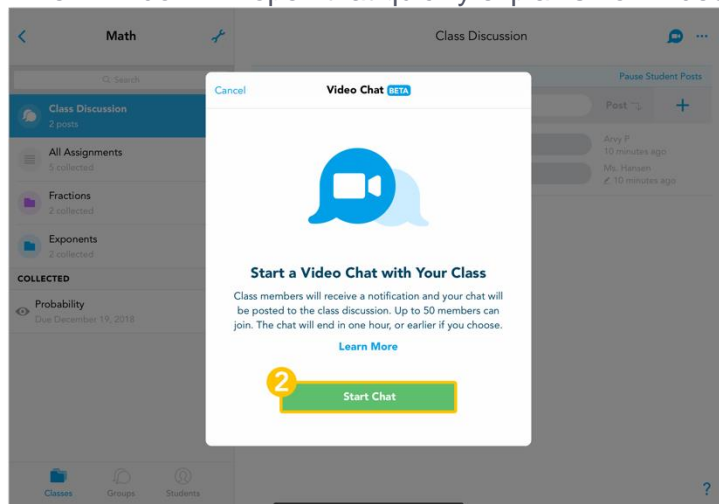 Math
Class Discussion
Search
Pause Student Posts
Class Discussion
2 posts
Post
All Assignments
5 collected
Arvy P
10 minutes ago
Ms. Hansen
10 minutes ago
Fractions
2 collected
Exponents
2 collected
COLLECTED
Probability
Due December 19, 2018
Cancel
Video Chat BETA
Start a Video Chat with Your Class
Class members will receive a notification and your chat will
be posted to the class discussion. Up to 50 members can
join. The chat will end in one hour, or earlier if you choose.
Learn More
2
Start Chat
Classes
Groups
Students
?